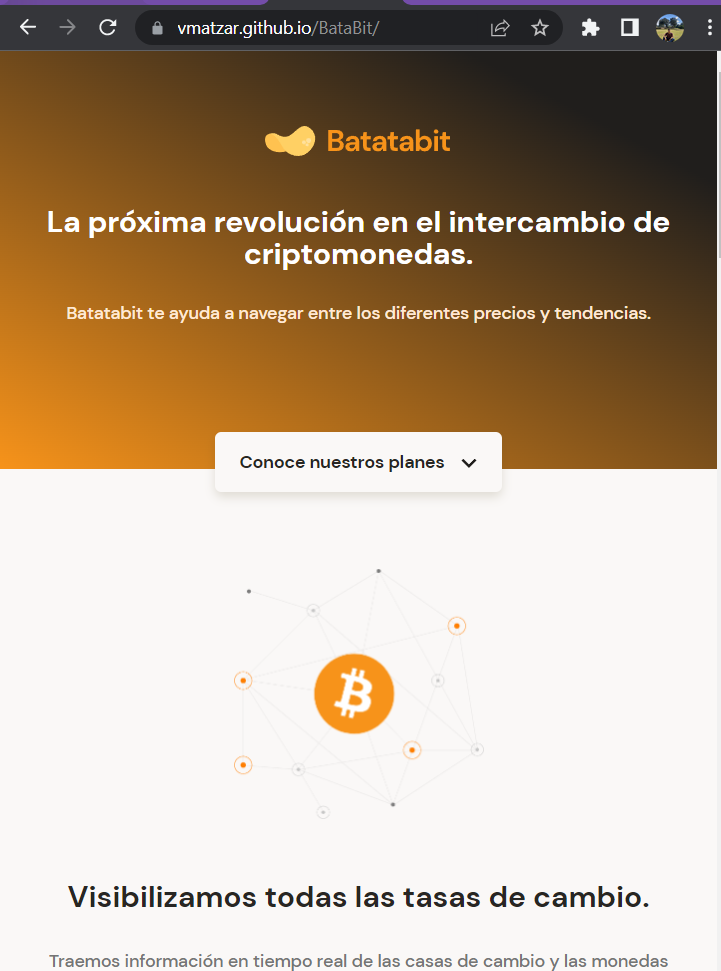 vmatzar.github.io/BataBit/
Batatabit
La próxima revolución en el intercambio de
criptomonedas.
Batatabit te ayuda a navegar entre los diferentes precios y tendencias.
Conoce nuestros planes
Visibilizamos todas las tasas de cambio.
Traemos información en tiempo real de las casas de cambio y las monedas